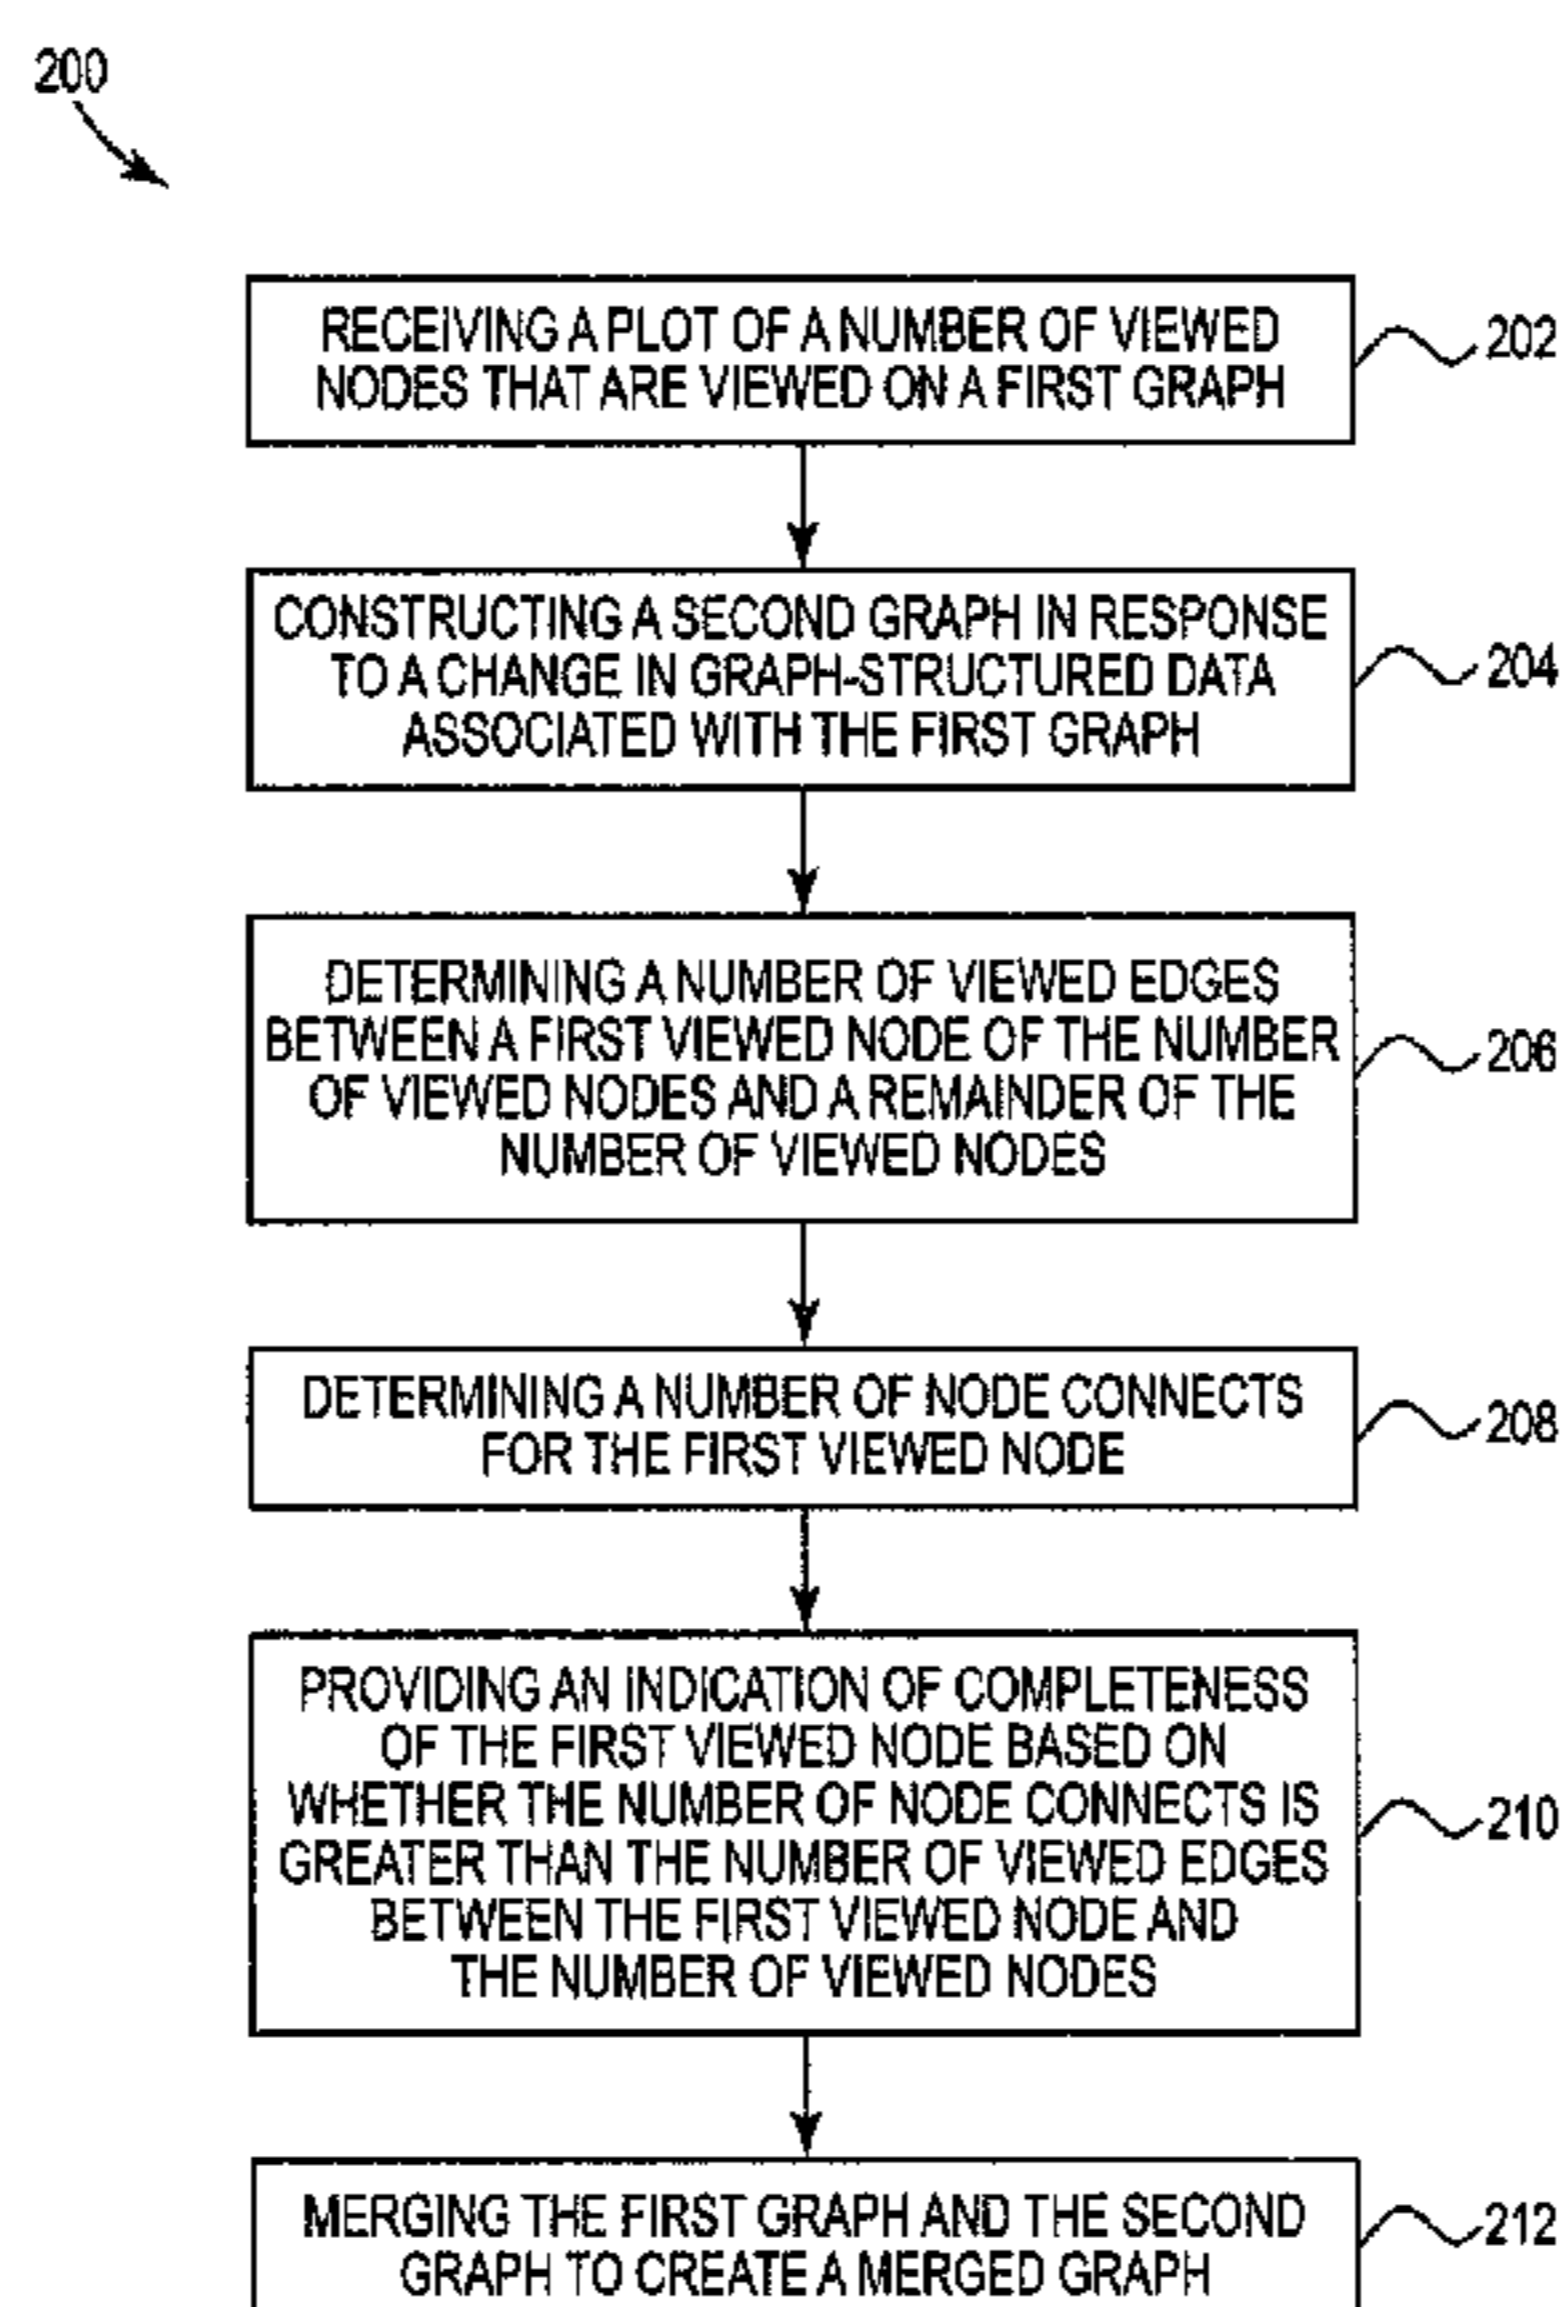 200
RECEIVING A PLOT OF A NUMBER OF VIEWED
NODES THAT ARE VIEWED ON A FIRST GRAPH
202
CONSTRUCTING A SECOND GRAPH IN RESPONSE
TO A CHANGE IN GRAPH-STRUCTURED DATA
ASSOCIATED WITH THE FIRST GRAPH
204
DETERMINING A NUMBER OF VIEWED EDGES
BETWEEN A FIRST VIEWED NODE OF THE NUMBER
OF VIEWED NODES AND A REMAINDER OF THE
NUMBER OF VIEWED NODES
206
DETERMINING A NUMBER OF NODE CONNECTS
FOR THE FIRST VIEWED NODE
208
PROVIDING AN INDICATION OF COMPLETENESS
OF THE FIRST VIEWED NODE BASED ON
WHETHER THE NUMBER OF NODE CONNECTS IS
GREATER THAN THE NUMBER OF VIEWED EDGES
BETWEEN THE FIRST VIEWED NODE AND
THE NUMBER OF VIEWED NODES
210
MERGING THE FIRST GRAPH AND THE SECOND
GRAPH TO CREATE A MERGED GRAPH
212